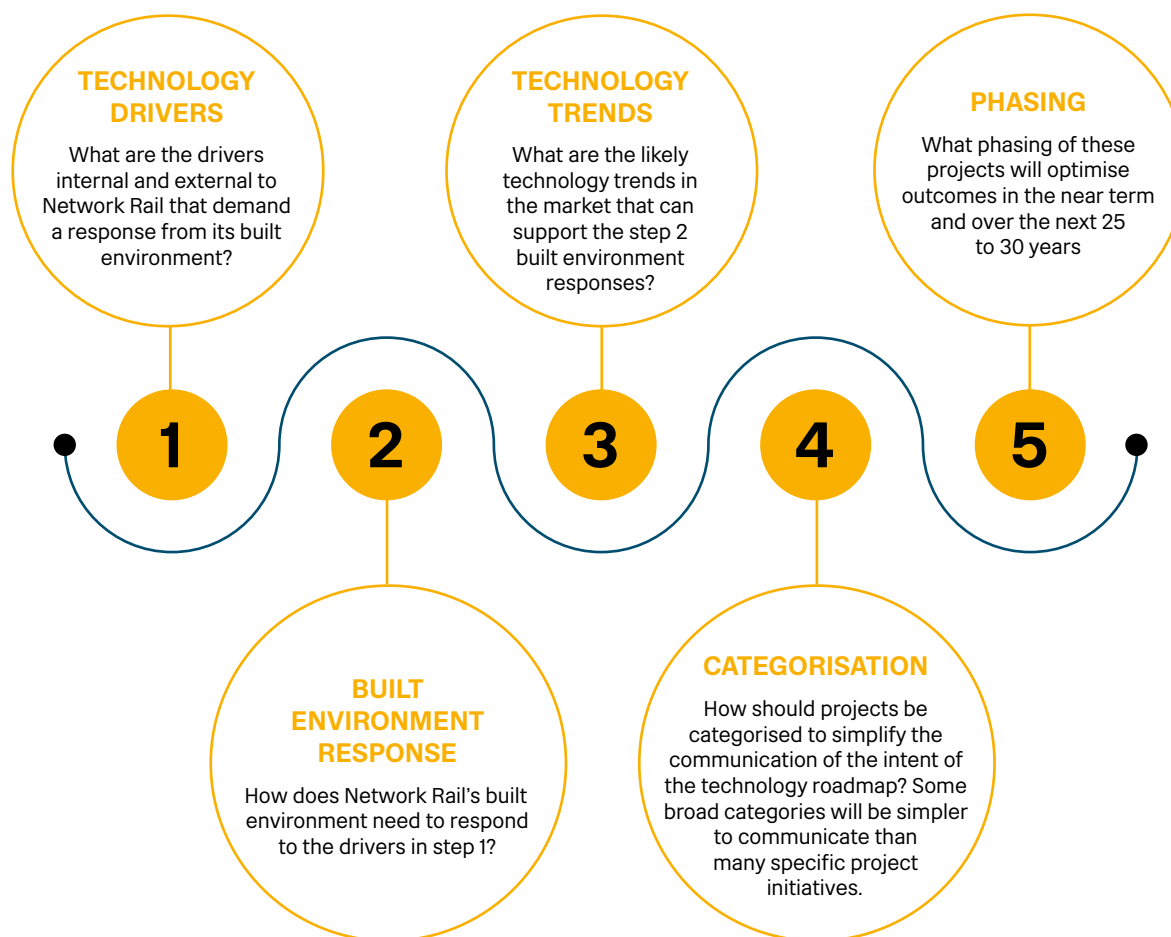 TECHNOLOGY
DRIVERS
What are the drivers
internal and external to
Network Rail that demand
a response from its built
environment?
1
BUILT
ENVIRONMENT
RESPONSE
How does Network Rail’s built
environment need to respond
to the drivers in step 1?
2
TECHNOLOGY
TRENDS
What are the likely
technology trends in
the market that can
support the step 2
built environment
responses?
3
CATEGORISATION
How should projects be
categorised to simplify the
communication of the intent of
the technology roadmap? Some
broad categories will be simpler
to communicate than
many specific project
initiatives.
4
PHASING
What phasing of these
projects will optimise
outcomes in the near term
and over the next 25
to 30 years
5